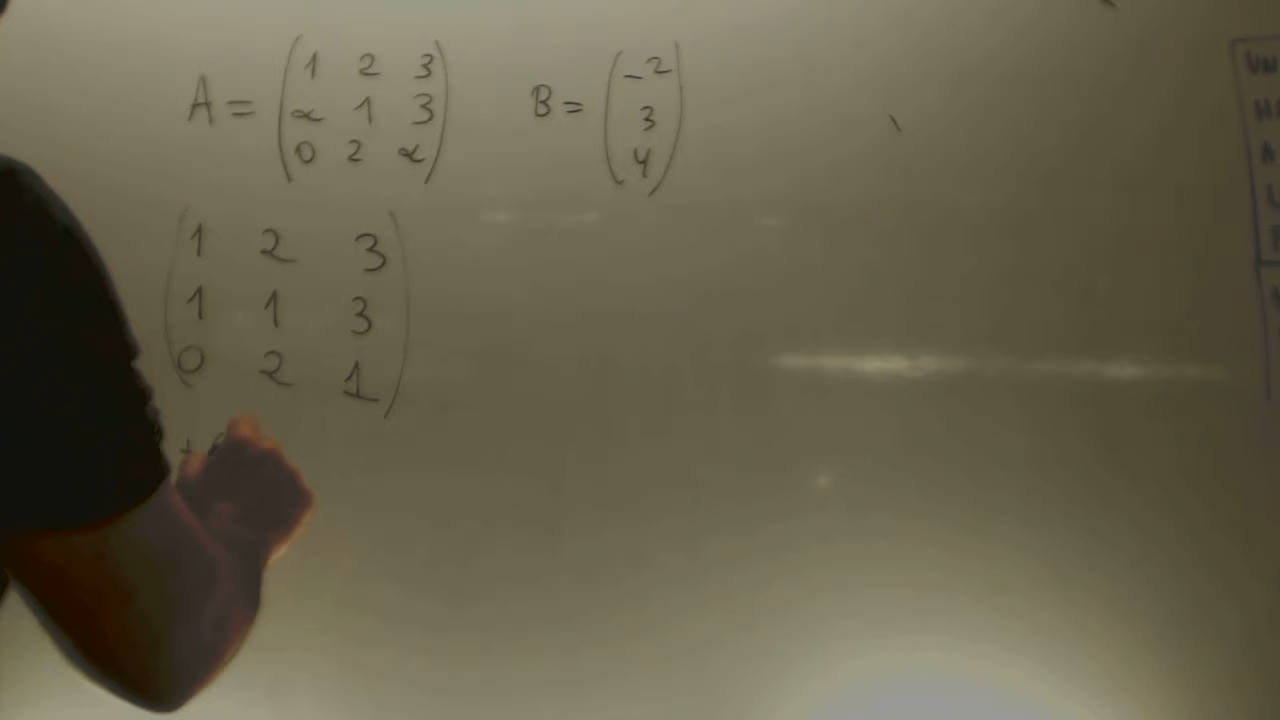 A = (1 2 3) B = (-2)
(α 1 3) (3)
(0 2 α) (4)
(1 2 3)
(1 1 3)
(0 2 1)
+
UN